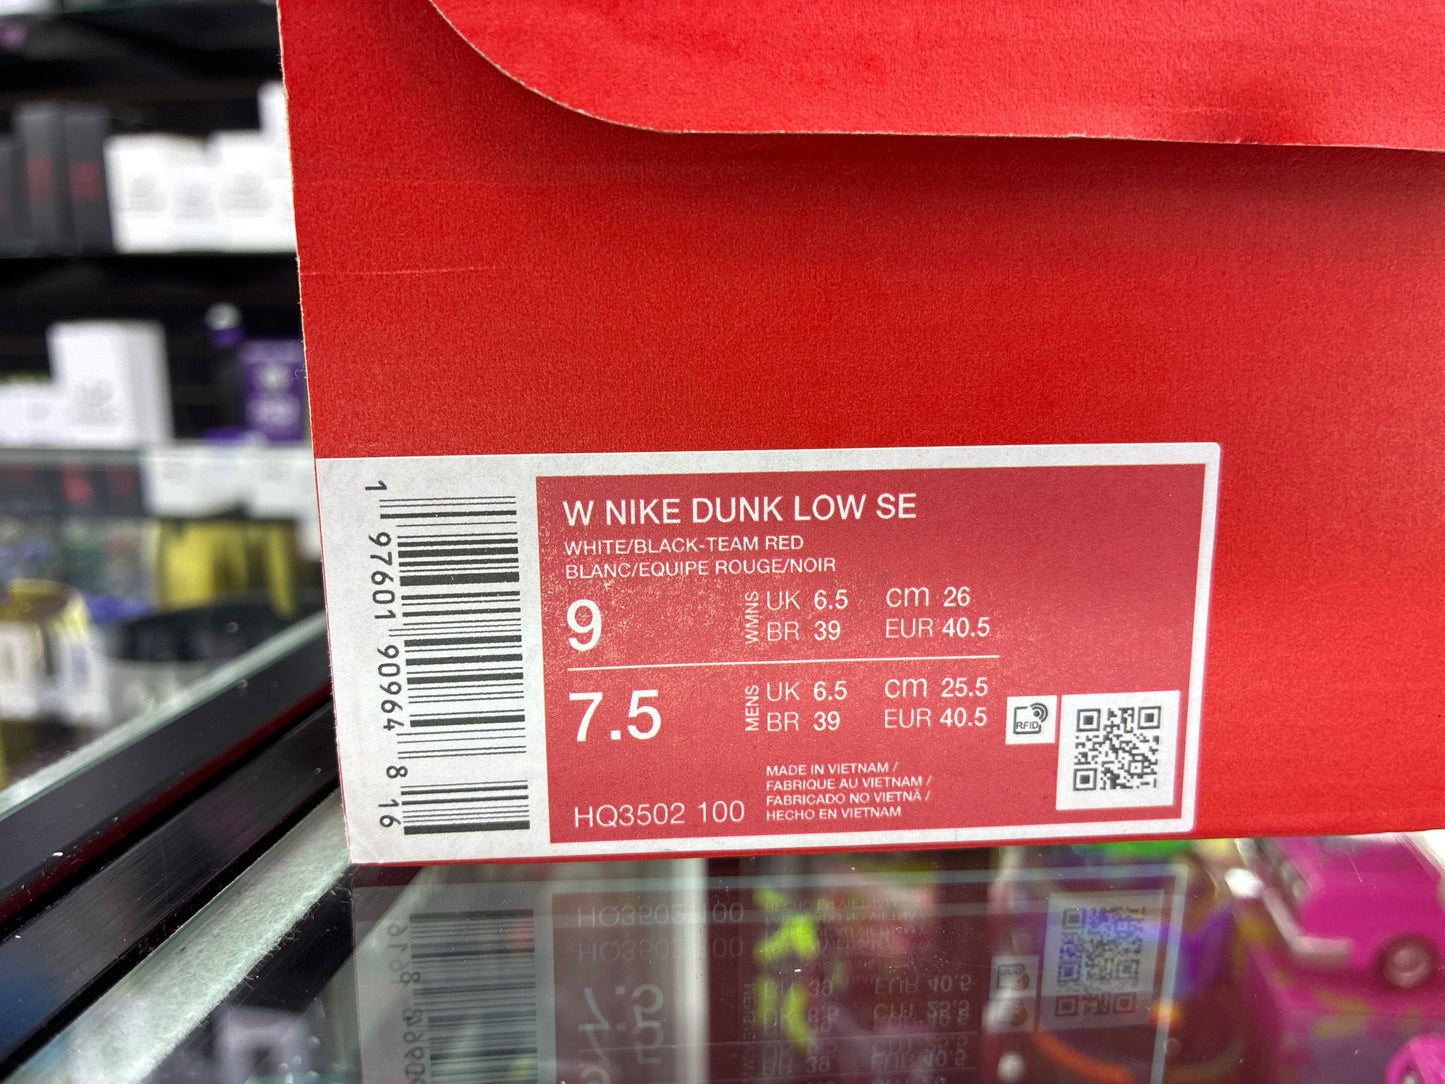 1 97601 90964 8 16
W NIKE DUNK LOW SE
WHITE/BLACK-TEAM RED
BLANC/EQUIPE ROUGE/NOIR
9
WMNS
UK 6.5 CM 26
BR 39 EUR 40.5
7.5
MENS
UK 6.5 CM 25.5
BR 39 EUR 40.5
RFID
MADE IN VIETNAM /
FABRIQUE AU VIETNAM /
FABRICADO NO VIETNÃ /
HECHO EN VIETNAM
HQ3502 100